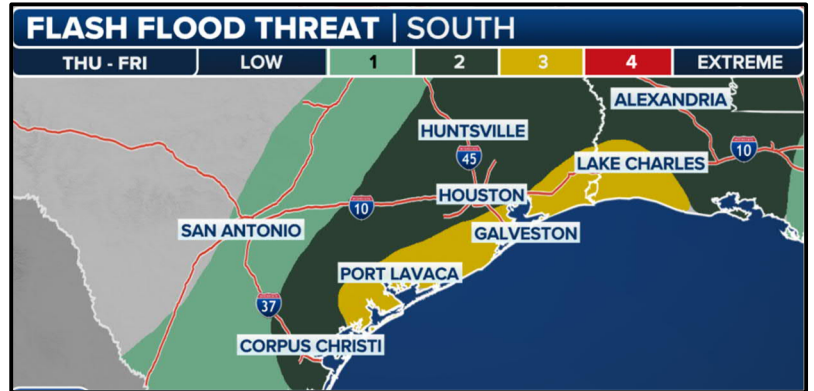 FLASH FLOOD THREAT | SOUTH
THU - FRI LOW 1 2 3 4 EXTREME
ALEXANDRIA
HUNTSVILLE
45
LAKE CHARLES
10
HOUSTON
10
SAN ANTONIO
GALVESTON
PORT LAVACA
37
CORPUS CHRISTI